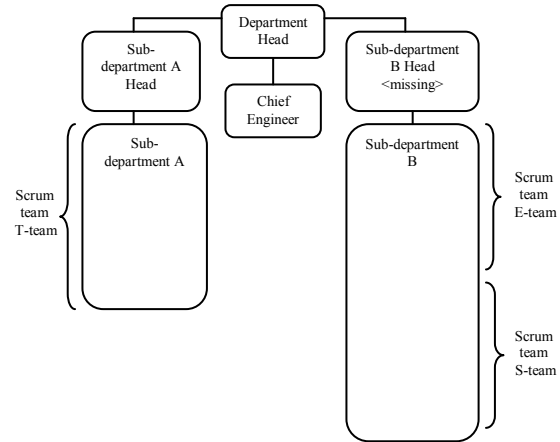 Department
Head
Sub-
department A
Head
Sub-department
B Head
<missing>
Chief
Engineer
Sub-
department A
Sub-department
B
Scrum
team
T-team
Scrum
team
E-team
Scrum
team
S-team